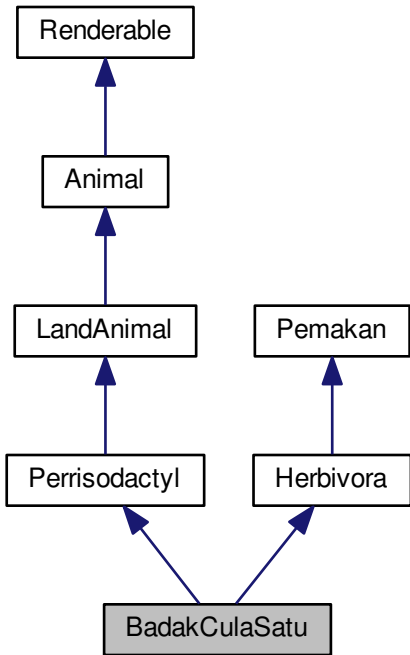 Renderable
Animal
LandAnimal
Pemakan
Perrisodactyl
Herbivora
BadakCulaSatu